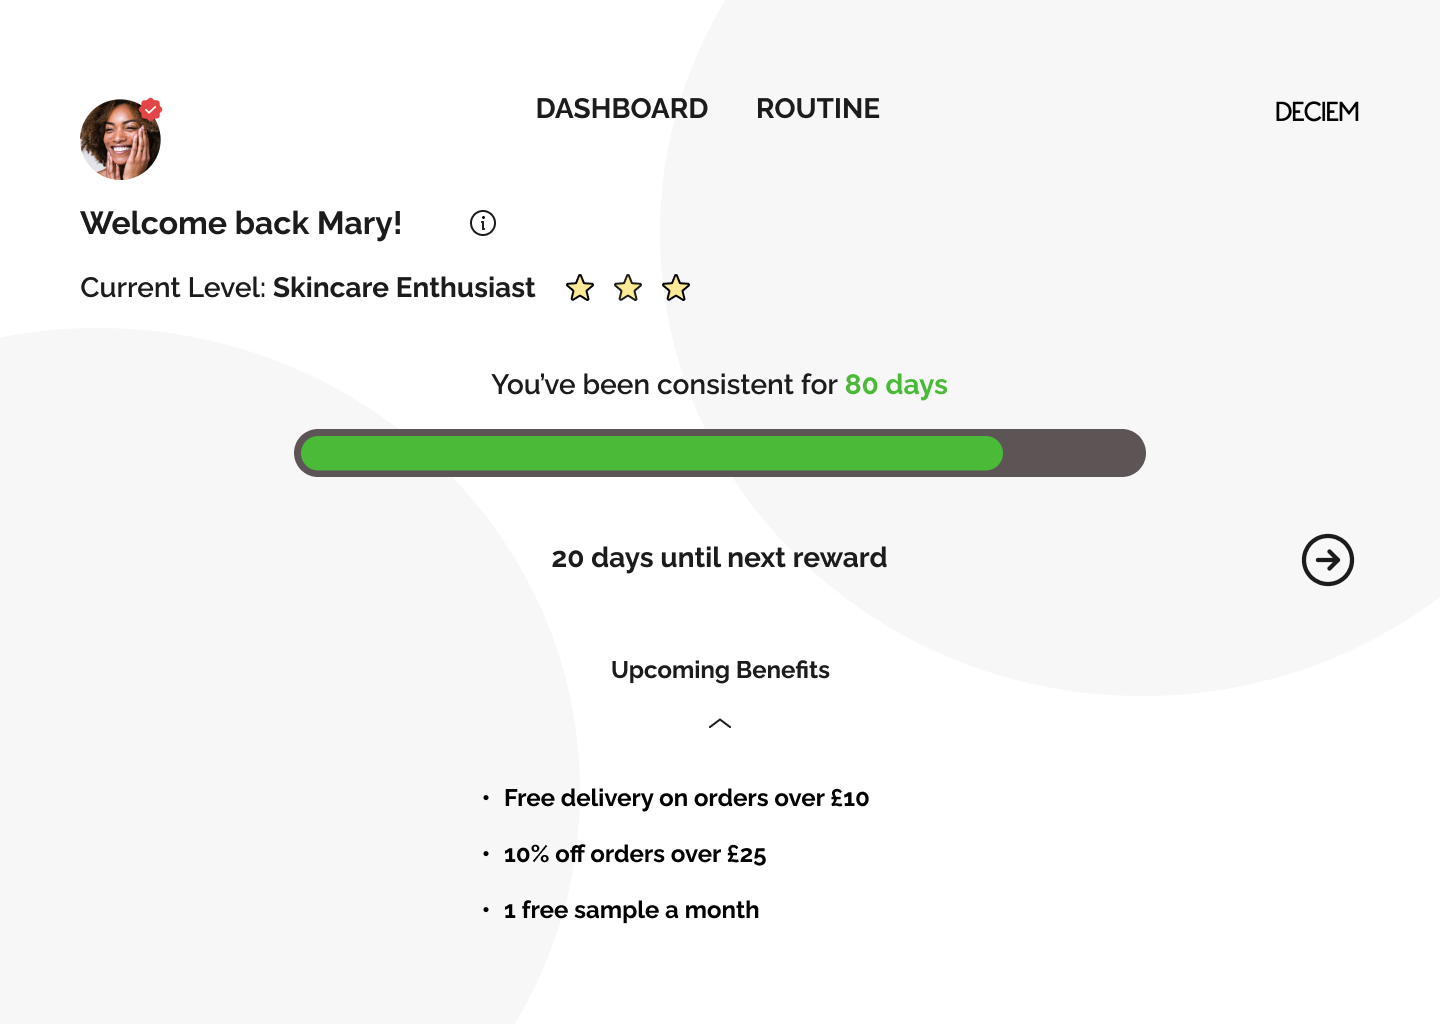 DASHBOARD ROUTINE
DECIEM
Welcome back Mary!
Current Level: Skincare Enthusiast
You’ve been consistent for 80 days
20 days until next reward
Upcoming Benefits
• Free delivery on orders over £10
• 10% off orders over £25
• 1 free sample a month